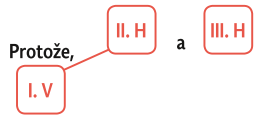 II. H a III. H
Protože,
I. V